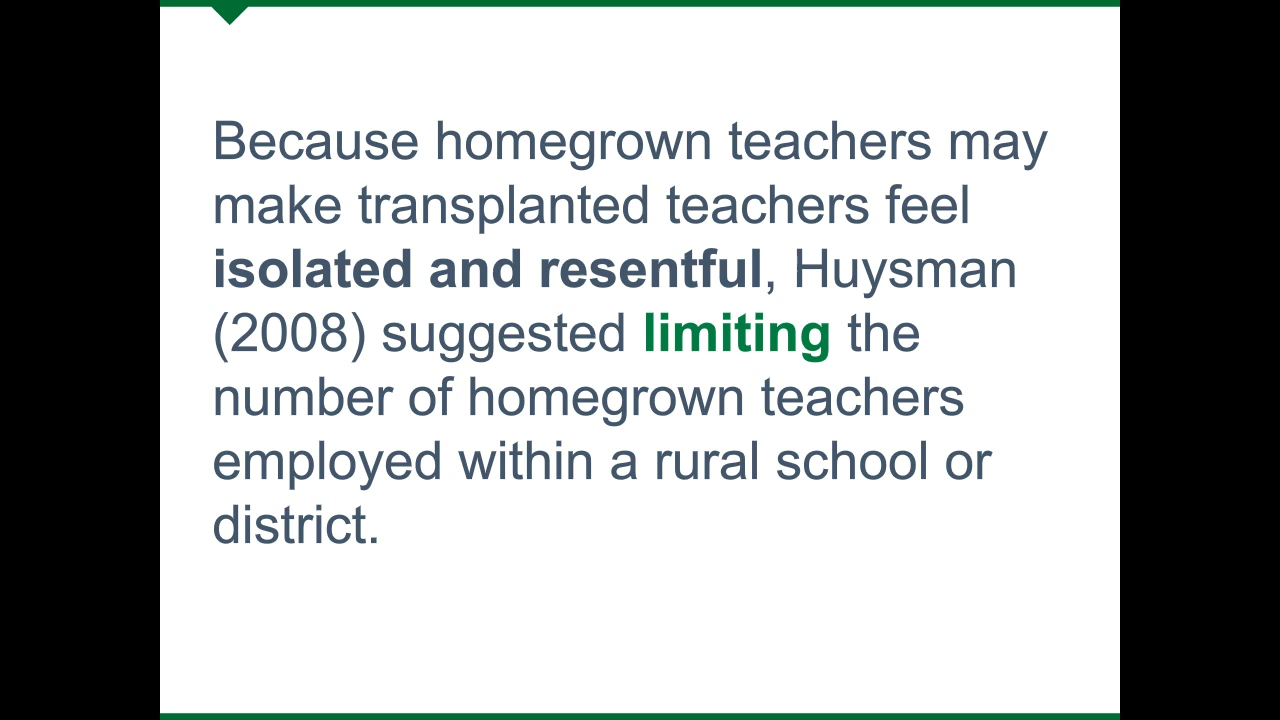 Because homegrown teachers may
make transplanted teachers feel
isolated and resentful, Huysman
(2008) suggested limiting the
number of homegrown teachers
employed within a rural school or
district.